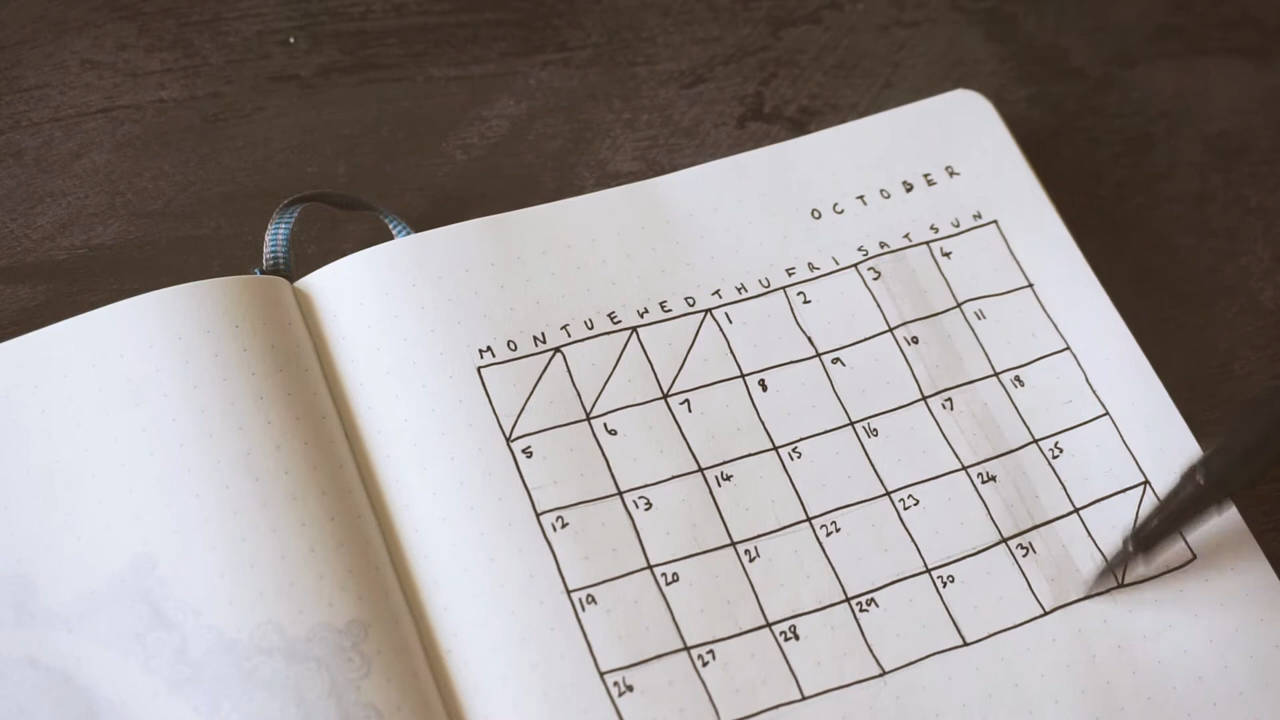 OCTOBER
MON TUE WED THU FRI SAT SUN
1 2 3 4
5 6 7 8 9 10 11
12 13 14 15 16 17 18
19 20 21 22 23 24 25
26 27 28 29 30 31